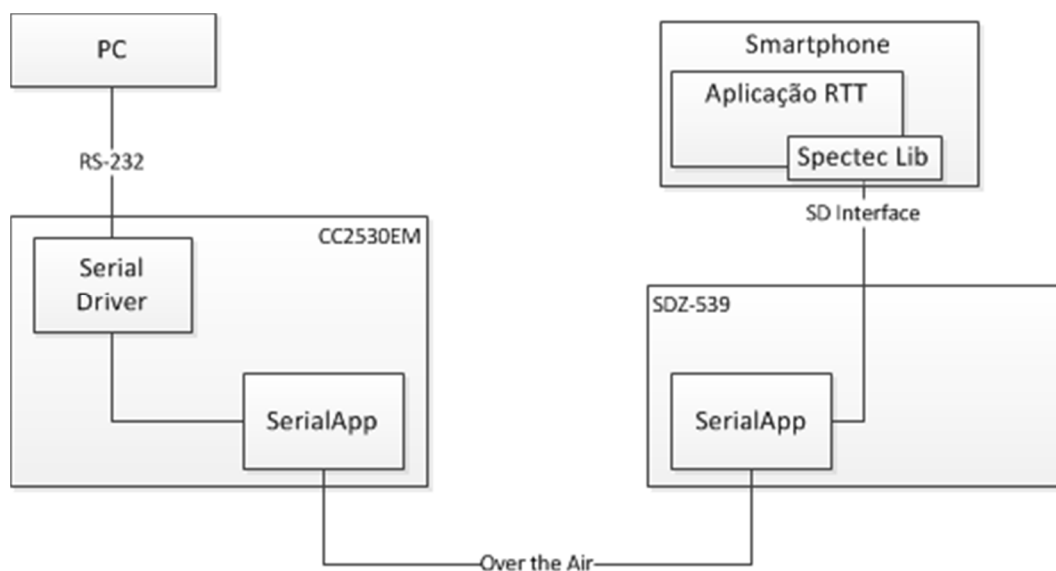 PC
RS-232
CC2530EM
Serial
Driver
SerialApp
Smartphone
Aplicação RTT
Spectec Lib
SD Interface
SDZ-539
SerialApp
Over the Air